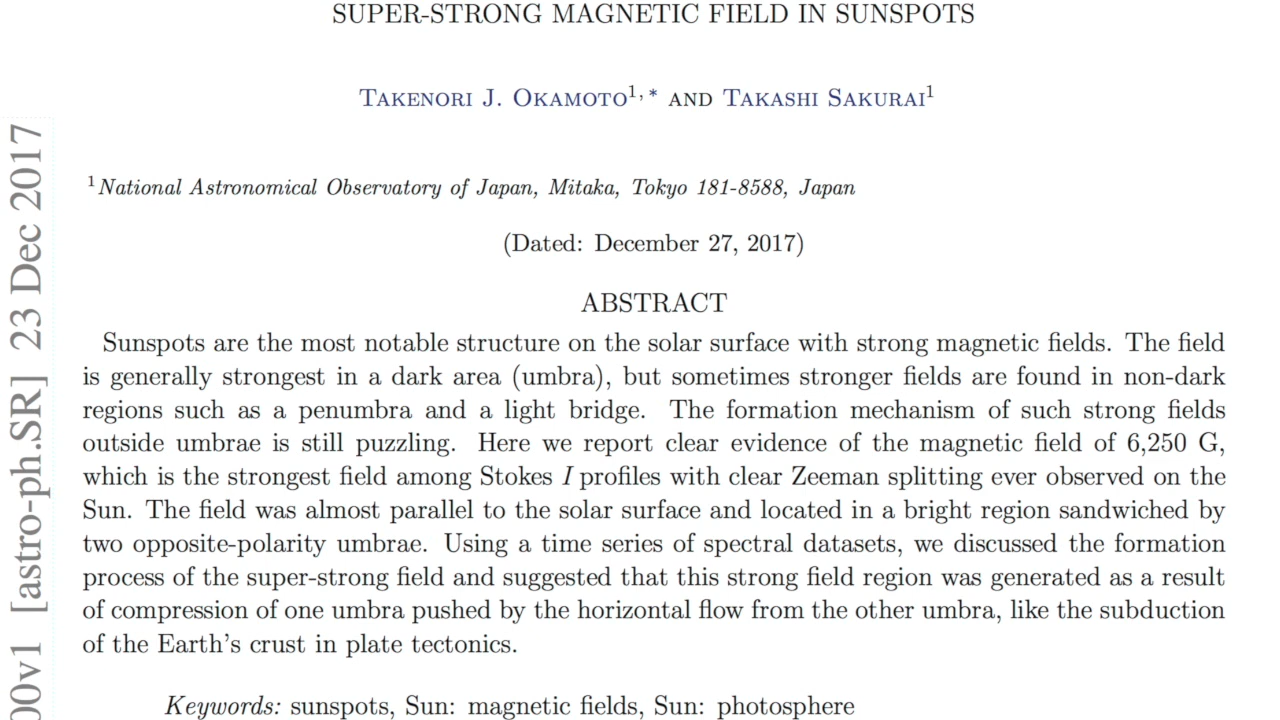 SUPER-STRONG MAGNETIC FIELD IN SUNSPOTS
Takenori J. Okamoto1, * and Takashi Sakurai1
1 National Astronomical Observatory of Japan, Mitaka, Tokyo 181-8588, Japan
(Dated: December 27, 2017)
ABSTRACT
Sunspots are the most notable structure on the solar surface with strong magnetic fields. The field
is generally strongest in a dark area (umbra), but sometimes stronger fields are found in non-dark
regions such as a penumbra and a light bridge. The formation mechanism of such strong fields
outside umbrae is still puzzling. Here we report clear evidence of the magnetic field of 6,250 G,
which is the strongest field among Stokes I profiles with clear Zeeman splitting ever observed on the
Sun. The field was almost parallel to the solar surface and located in a bright region sandwiched by
two opposite-polarity umbrae. Using a time series of spectral datasets, we discussed the formation
process of the super-strong field and suggested that this strong field region was generated as a result
of compression of one umbra pushed by the horizontal flow from the other umbra, like the subduction
of the Earth's crust in plate tectonics.
Keywords: sunspots, Sun: magnetic fields, Sun: photosphere
00v1 [astro-ph.SR] 23 Dec 2017